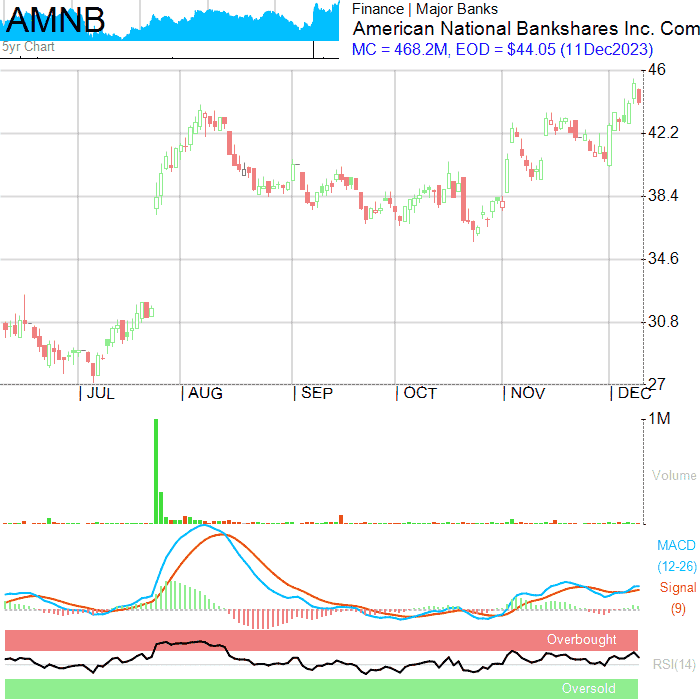 AMNB
5yr Chart
Finance | Major Banks
American National Bankshares Inc. Com
MC = 468.2M, EOD = $44.05 (11Dec2023)
46
42.2
38.4
34.6
30.8
27
JUL AUG SEP OCT NOV DEC
1M
Volume
MACD
(12-26)
Signal
(9)
Overbought
RSI(14)
Oversold